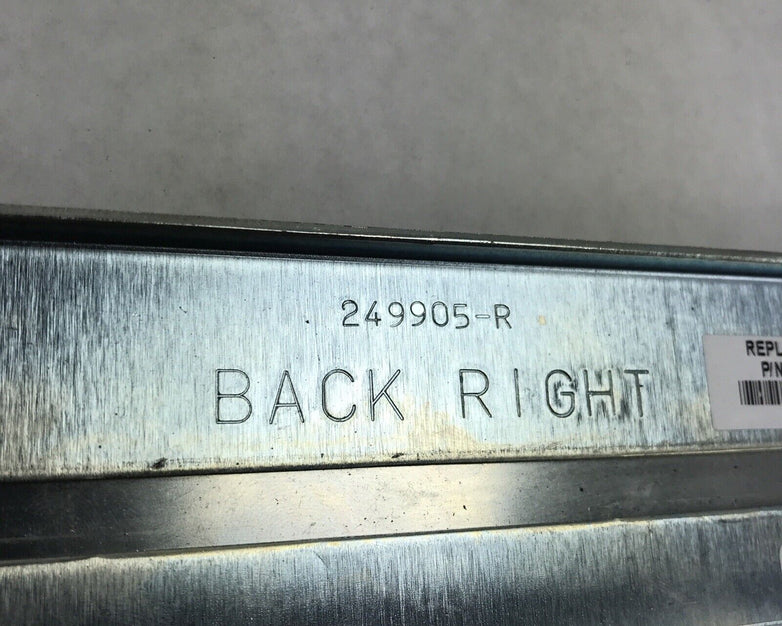 249905-R
BACK RIGHT
REPL
P/N